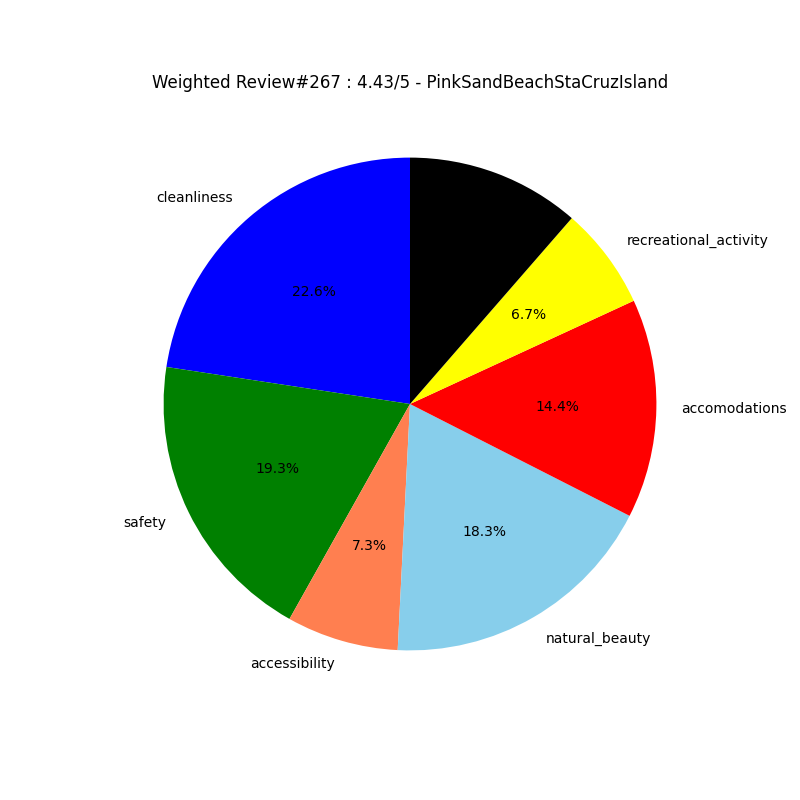 Weighted Review#267 : 4.43/5 - PinkSandBeachStaCruzIsland
cleanliness
recreational_activity
22.6%
6.7%
14.4%
accomodations
19.3%
safety
7.3%
18.3%
natural_beauty
accessibility